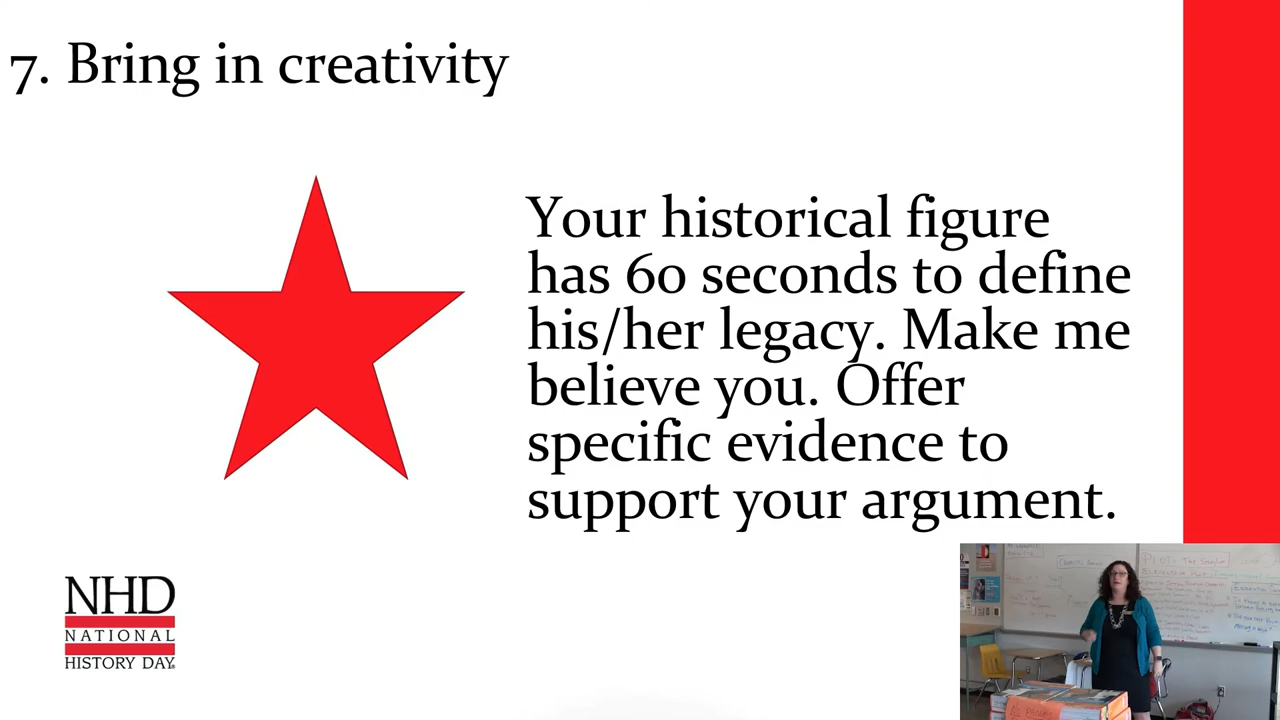 7. Bring in creativity
Your historical figure
has 60 seconds to define
his/her legacy. Make me
believe you. Offer
specific evidence to
support your argument.
NHD
NATIONAL
HISTORY DAY®